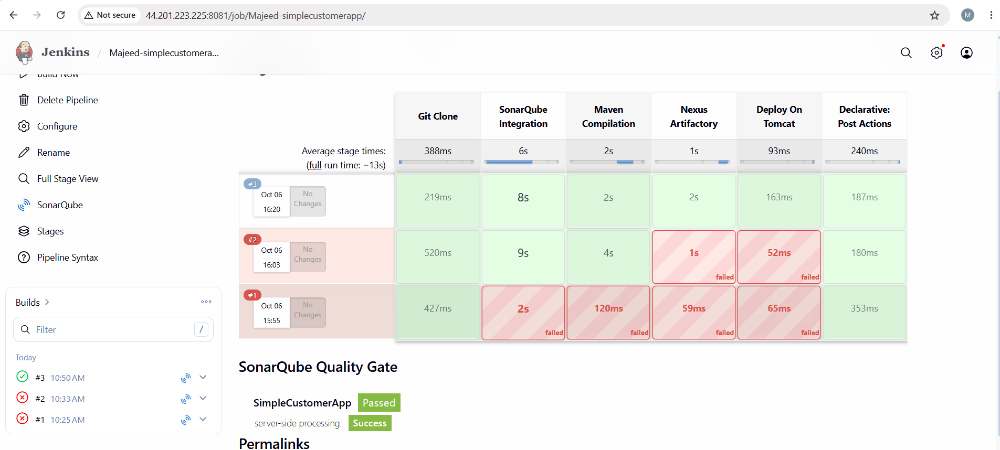 Not secure 44.201.223.225:8081/job/Majeed-simplecustomerapp/
M
Jenkins / Majeed-simplecustomera...
Build Now
Delete Pipeline
Configure
Rename
Full Stage View
SonarQube
Stages
Pipeline Syntax
Builds
Filter /
Today
#3 10:50 AM
#2 10:33 AM
#1 10:25 AM
Git Clone
SonarQube
Integration
Maven
Compilation
Nexus
Artifactory
Deploy On
Tomcat
Declarative:
Post Actions
Average stage times:
(full run time: ~13s)
388ms 6s 2s 1s 93ms 240ms
#3
Oct 06
16:20
No
Changes
219ms 8s 2s 2s 163ms 187ms
#2
Oct 06
16:03
No
Changes
520ms 9s 4s 1s 52ms 180ms
failed failed
#1
Oct 06
15:55
No
Changes
427ms 2s 120ms 59ms 65ms 353ms
failed failed failed failed
SonarQube Quality Gate
SimpleCustomerApp Passed
server-side processing: Success
Permalinks